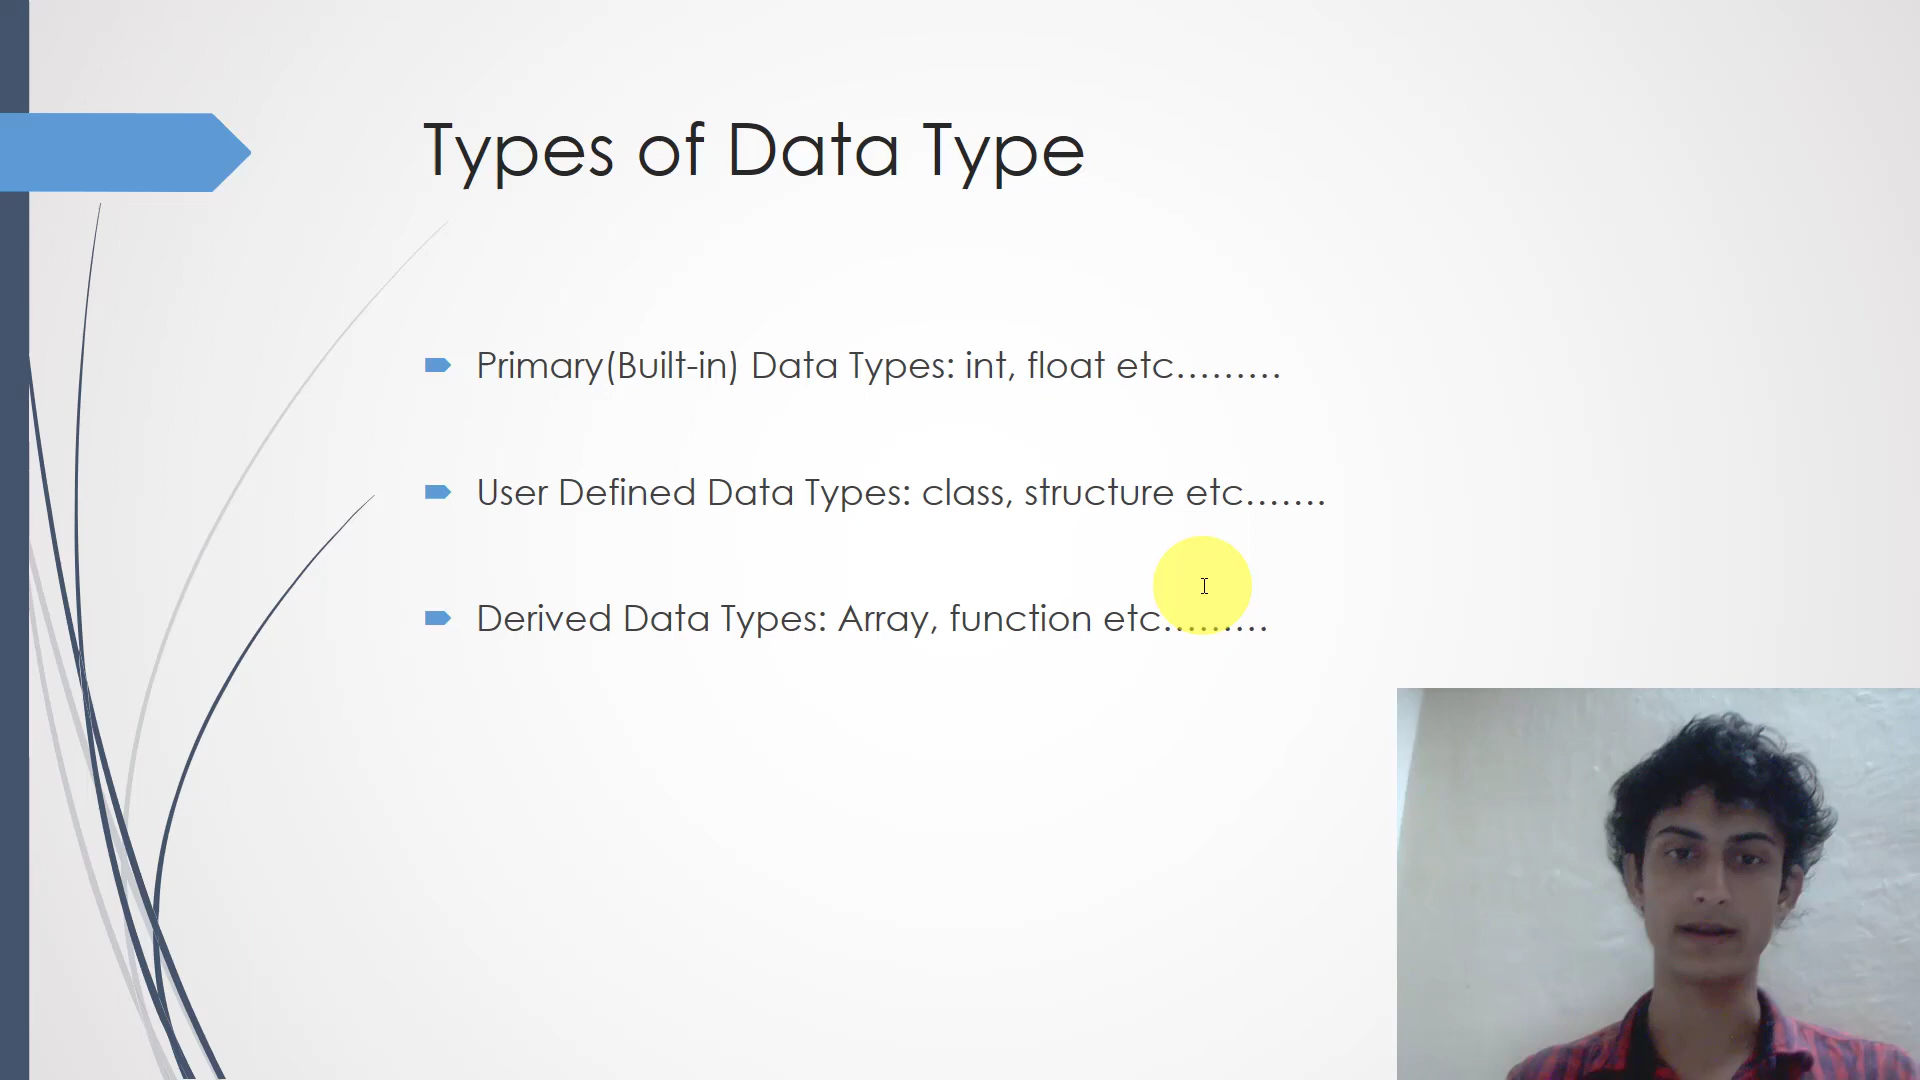 Types of Data Type
Primary(Built-in) Data Types: int, float etc.........
User Defined Data Types: class, structure etc.......
Derived Data Types: Array, function etc.........